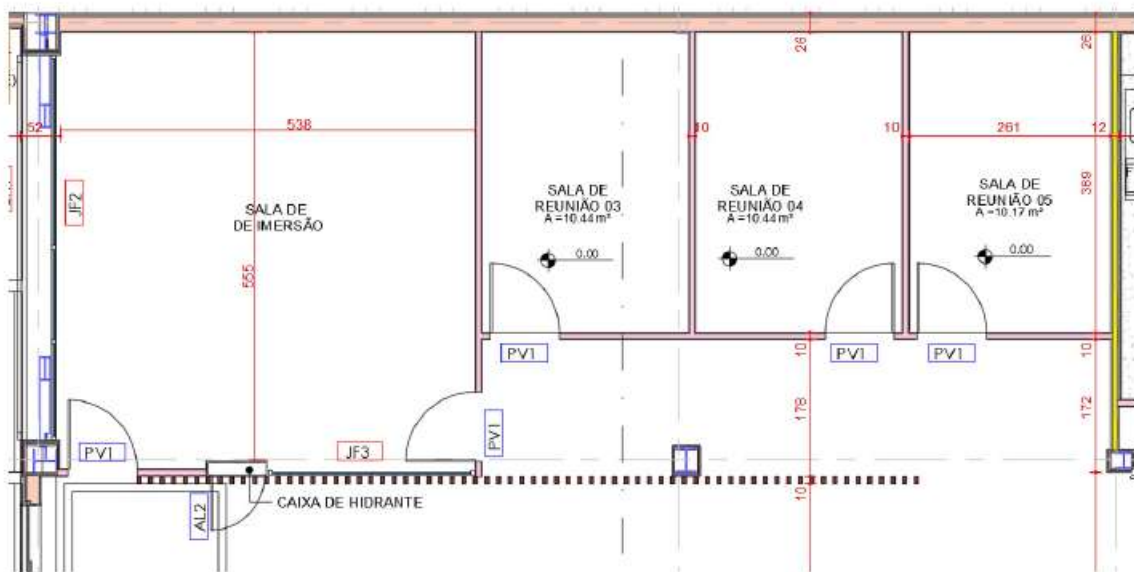 26
26
52
538
10
10
261
12
JF2
SALA DE
DE IMERSÃO
555
SALA DE
REUNIÃO 03
A =10.44 m²
0.00
SALA DE
REUNIÃO 04
A =10.44 m²
0.00
SALA DE
REUNIÃO 05
A =10.17 m²
0.00
389
PV1
PV1
PV1
10
10
178
172
PV1
PV1
JF3
10
AL2
CAIXA DE HIDRANTE